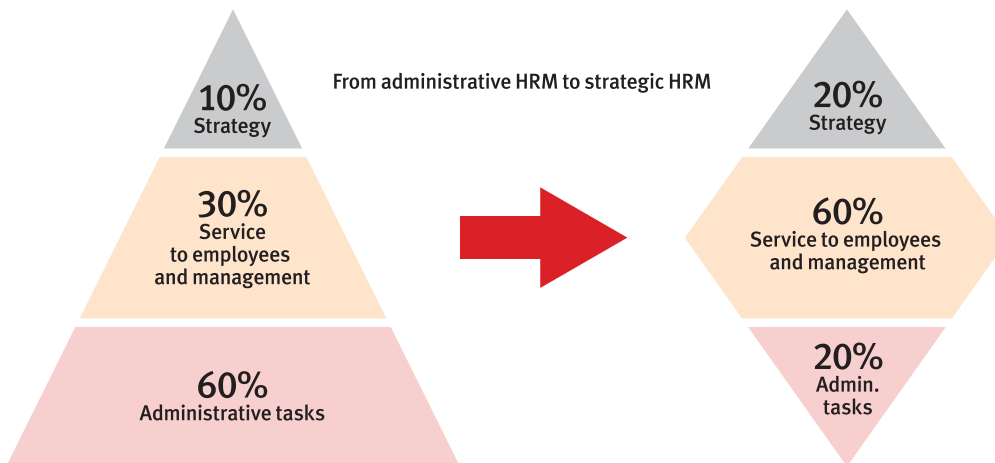 From administrative HRM to strategic HRM
10%
Strategy
30%
Service
to employees
and management
60%
Administrative tasks
20%
Strategy
60%
Service to employees
and management
20%
Admin.
tasks